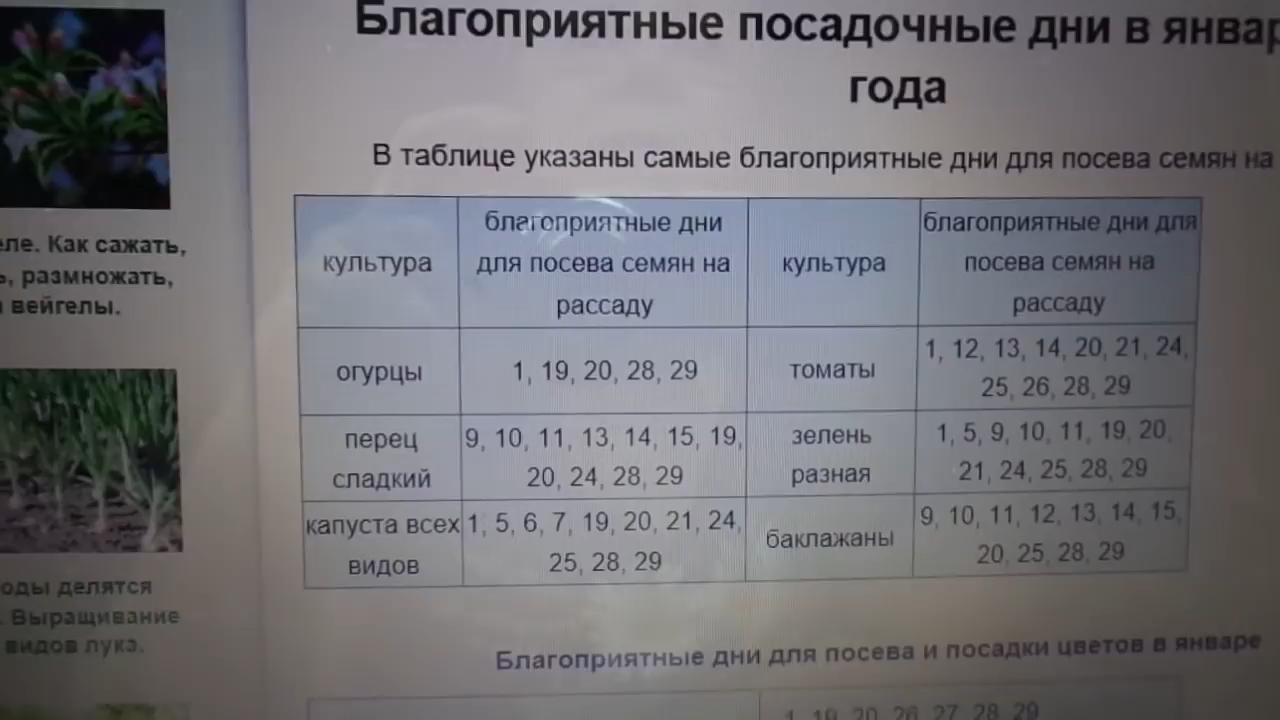 Благоприятные посадочные дни в январ
года
В таблице указаны самые благоприятные дни для посева семян на
культура
благоприятные дни
для посева семян на
рассаду
культура
благоприятные дни для
посева семян на
рассаду
огурцы
1, 19, 20, 28, 29
томаты
1, 12, 13, 14, 20, 21, 24,
25, 26, 28, 29
перец
сладкий
9, 10, 11, 13, 14, 15, 19,
20, 24, 28, 29
зелень
разная
1, 5, 9, 10, 11, 19, 20,
21, 24, 25, 28, 29
капуста всех
видов
1, 5, 6, 7, 19, 20, 21, 24,
25, 28, 29
баклажаны
9, 10, 11, 12, 13, 14, 15,
20, 25, 28, 29
Благоприятные дни для посева и посадки цветов в январе
1, 19, 20, 26, 27, 28, 29
еле. Как сажать,
ь, размножать,
вейгелы.
оды делятся
. Выращивание
видов лука.